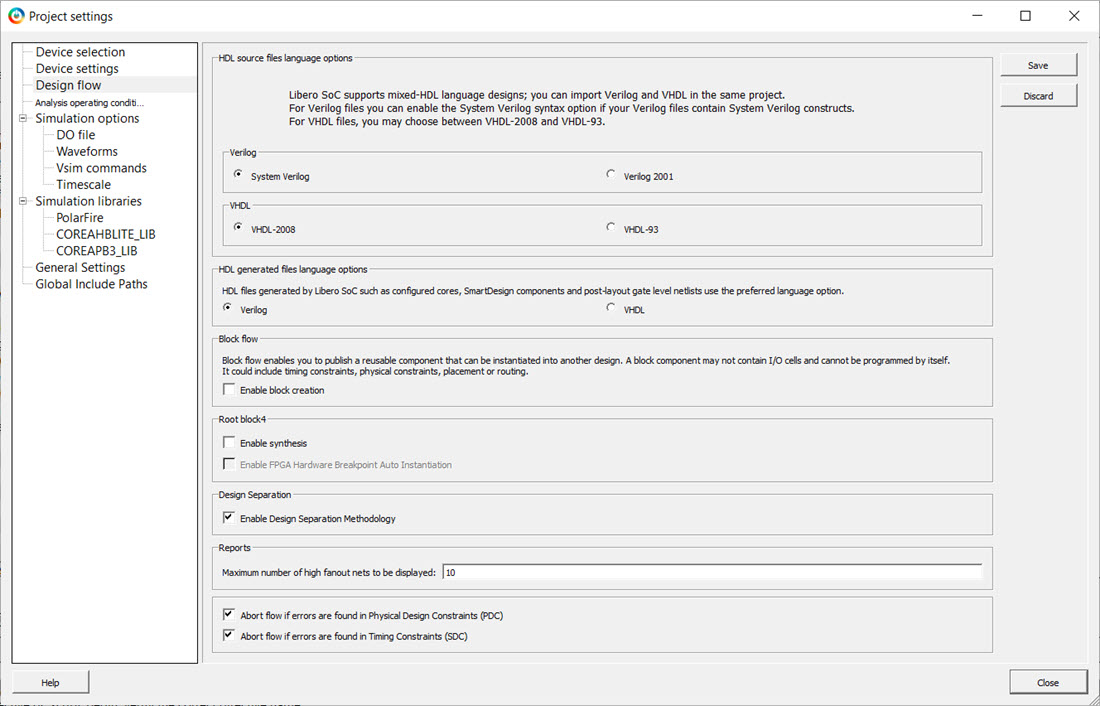 Project settings
Device selection
Device settings
Design flow
Analysis operating conditi...
Simulation options
DO file
Waveforms
Vsim commands
Timescale
Simulation libraries
PolarFire
COREAHBLITE_LIB
COREAPB3_LIB
General Settings
Global Include Paths
HDL source files language options
Libero SoC supports mixed-HDL language designs; you can import Verilog and VHDL in the same project.
For Verilog files you can enable the System Verilog syntax option if your Verilog files contain System Verilog constructs.
For VHDL files, you may choose between VHDL-2008 and VHDL-93.
Verilog
System Verilog
Verilog 2001
VHDL
VHDL-2008
VHDL-93
HDL generated files language options
HDL files generated by Libero SoC such as configured cores, SmartDesign components and post-layout gate level netlists use the preferred language option.
Verilog
VHDL
Block flow
Block flow enables you to publish a reusable component that can be instantiated into another design. A block component may not contain I/O cells and cannot be programmed by itself.
It could include timing constraints, physical constraints, placement or routing.
Enable block creation
Root block4
Enable synthesis
Enable FPGA Hardware Breakpoint Auto Instantiation
Design Separation
Enable Design Separation Methodology
Reports
Maximum number of high fanout nets to be displayed: 10
Abort flow if errors are found in Physical Design Constraints (PDC)
Abort flow if errors are found in Timing Constraints (SDC)
Save
Discard
Help
Close